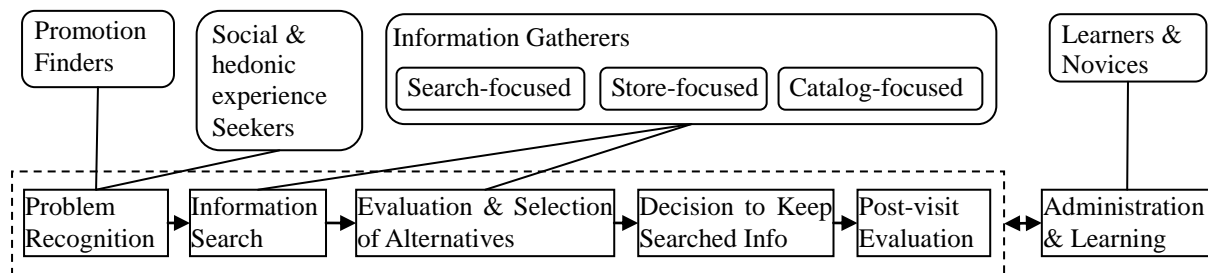 Promotion
Finders
Social &
hedonic
experience
Seekers
Information Gatherers
Search-focused
Store-focused
Catalog-focused
Learners &
Novices
Problem
Recognition
Information
Search
Evaluation & Selection
of Alternatives
Decision to Keep
Searched Info
Post-visit
Evaluation
Administration
& Learning